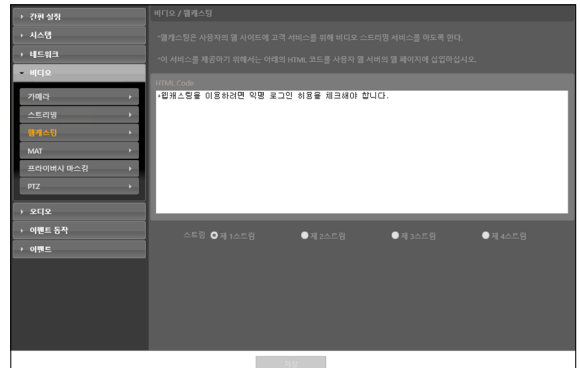 간편 설정
시스템
네트워크
비디오
카메라
스트리밍
웹캐스팅
MAT
프라이버시 마스킹
PTZ
오디오
이벤트 동작
이벤트
비디오 / 웹캐스팅
*웹캐스팅은 사용자의 웹 사이트에 고객 서비스를 위해 비디오 스트리밍 서비스를 하도록 한다.
*이 서비스를 제공하기 위해서는 아래의 HTML 코드를 사용자 웹 서버의 웹 페이지에 삽입하십시오.
HTML Code
*웹캐스팅을 이용하려면 익명 로그인 허용을 체크해야 합니다.
스트림 제 1스트림 제 2스트림 제 3스트림 제 4스트림